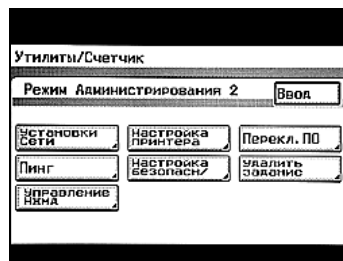 Утилиты/Счетчик
Режим Администрирования 2
Ввод
Установки
Сети
Настройка
принтера
Перекл. ПО
Пинг
Настройка
безопасн/
Удалить
задание
Управление
НЖМД